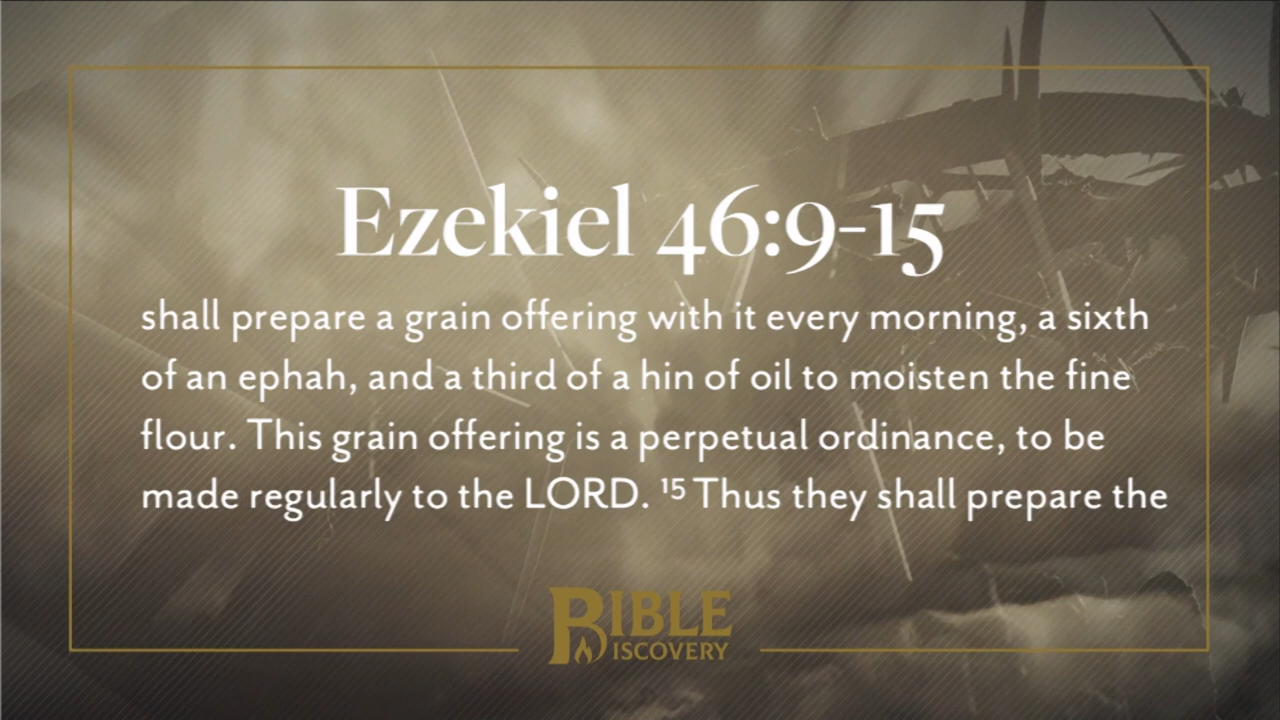 Ezekiel 46:9-15
shall prepare a grain offering with it every morning, a sixth
of an ephah, and a third of a hin of oil to moisten the fine
flour. This grain offering is a perpetual ordinance, to be
made regularly to the LORD. ¹⁵ Thus they shall prepare the
BIBLE
DISCOVERY